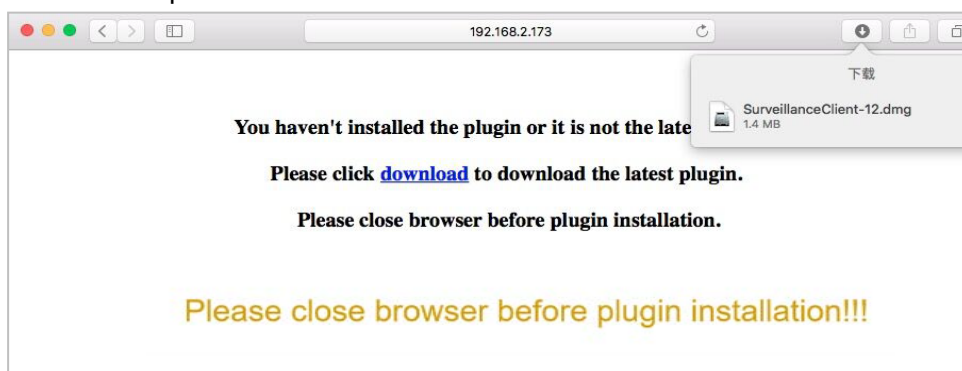 192.168.2.173
下载
SurveillanceClient-12.dmg
1.4 MB
You haven't installed the plugin or it is not the late
Please click download to download the latest plugin.
Please close browser before plugin installation.
Please close browser before plugin installation!!!